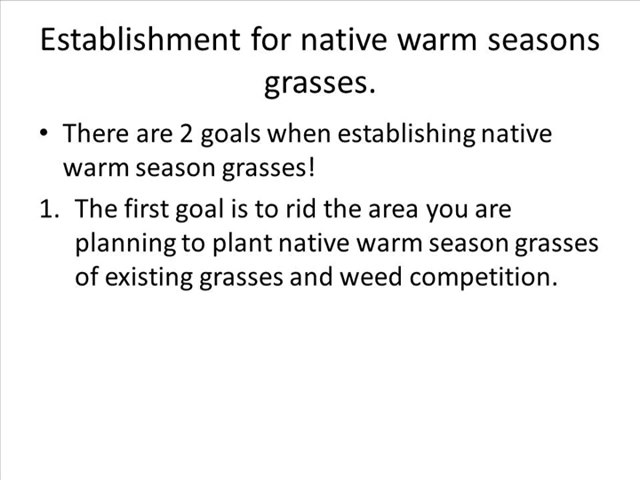 Establishment for native warm seasons
grasses.
• There are 2 goals when establishing native
warm season grasses!
1. The first goal is to rid the area you are
planning to plant native warm season grasses
of existing grasses and weed competition.